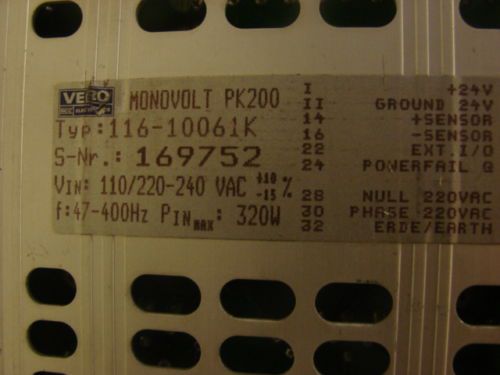 VERO
MONOVOLT PK200
Typ: 116-10061K
S-Nr.: 169752
VIN: 110/220-240 VAC +10 -15 %
f: 47-400Hz PIN MAX: 320W
I +24V
II GROUND 24V
14 +SENSOR
16 -SENSOR
22 EXT.I/O
24 POWERFAIL Q
28 NULL 220VAC
30 PHASE 220VAC
32 ERDE/EARTH